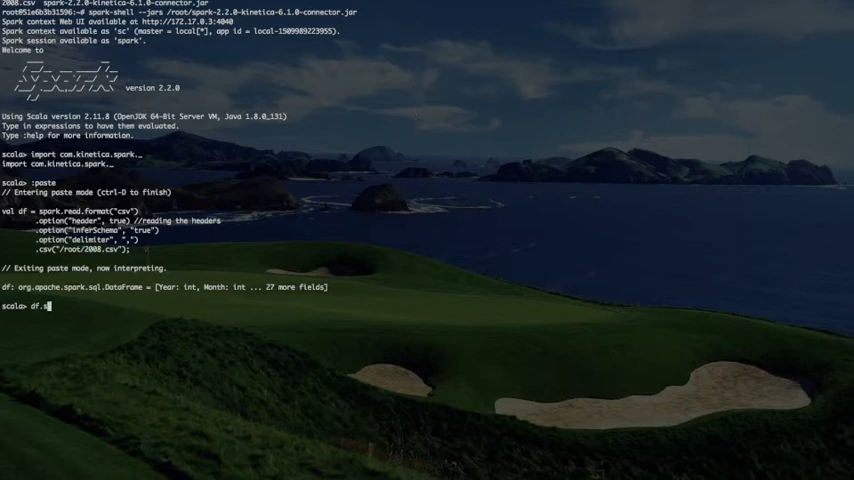 2008.csv  spark-2.2.0-kinetica-6.1.0-connector.jar
root@51e6b3b31596:~# spark-shell --jars /root/spark-2.2.0-kinetica-6.1.0-connector.jar
Spark context Web UI available at http://172.17.0.3:4040
Spark context available as 'sc' (master = local[*], app id = local-1509989223955).
Spark session available as 'spark'.
Welcome to
version 2.2.0
Using Scala version 2.11.8 (OpenJDK 64-Bit Server VM, Java 1.8.0_131)
Type in expressions to have them evaluated.
Type :help for more information.
scala> import com.kinetica.spark._
import com.kinetica.spark._
scala> :paste
// Entering paste mode (ctrl-D to finish)
val df = spark.read.format("csv")
.option("header", true) //reading the headers
.option("inferSchema", "true")
.option("delimiter", ",")
.csv("/root/2008.csv");
// Exiting paste mode, now interpreting.
df: org.apache.spark.sql.DataFrame = [Year: int, Month: int ... 27 more fields]
scala> df.s